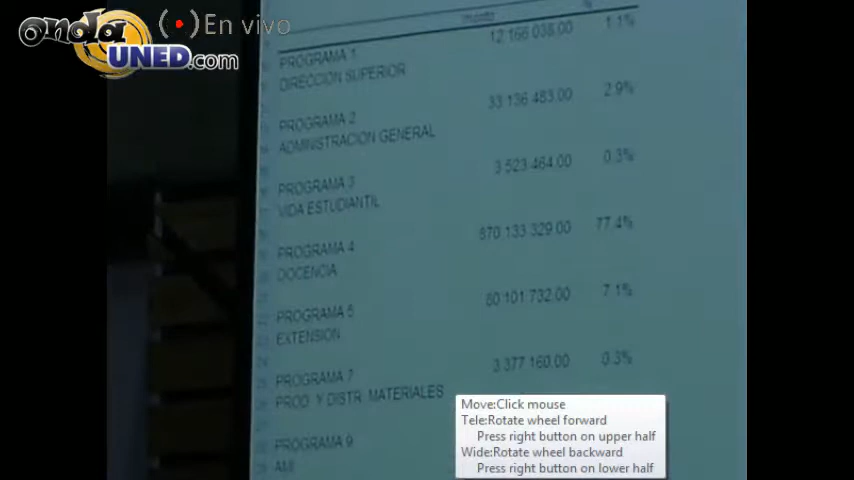 onda UNED.com
(•) En vivo
monto %
PROGRAMA 1 12 166 038.00 1.1%
DIRECCION SUPERIOR
PROGRAMA 2 33 136 483.00 2.9%
ADMINISTRACION GENERAL
PROGRAMA 3 3 523 464.00 0.3%
VIDA ESTUDIANTIL
PROGRAMA 4 870 133 329.00 77.4%
DOCENCIA
PROGRAMA 5 80 101 732.00 7.1%
EXTENSION
PROGRAMA 7 3 377 160.00 0.3%
PROD. Y DISTR. MATERIALES
PROGRAMA 9
AMI
Move:Click mouse
Tele:Rotate wheel forward
Press right button on upper half
Wide:Rotate wheel backward
Press right button on lower half